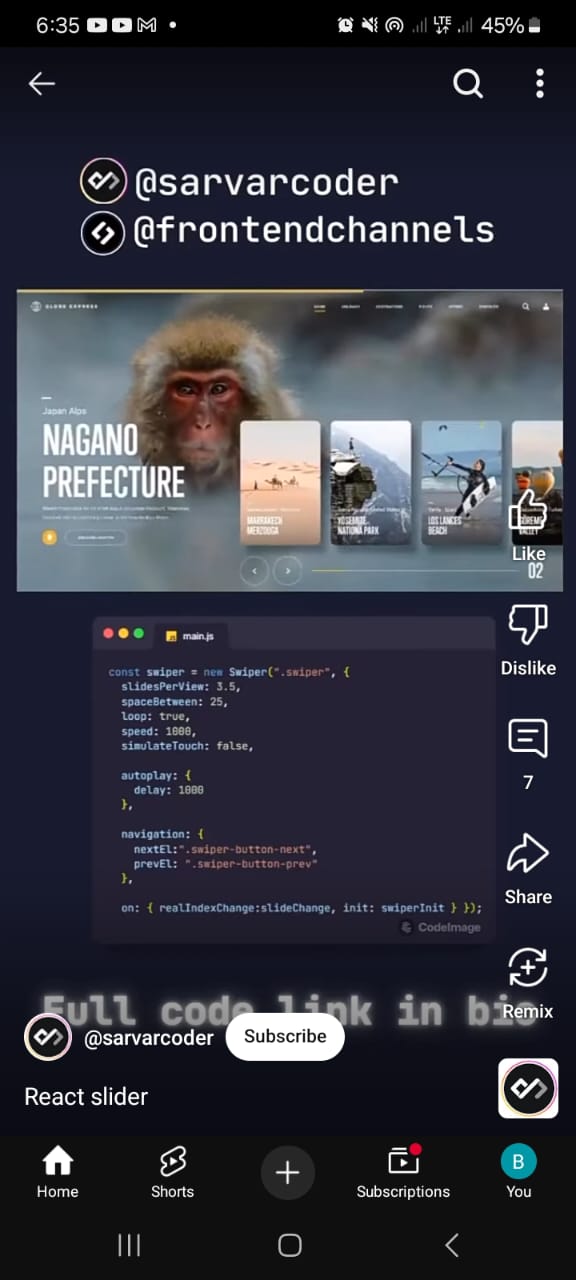 6:35
LTE
45%
@sarvarcoder
@frontendchannels
GLOBE EXPRESS
HOME
Japan Alps
NAGANO
PREFECTURE
MARRAKECH
MERZOUGA
YOSEMITE
NATIONAL PARK
LOS LANCES
BEACH
GÖREME
VALLEY
02
Like
Dislike
7
Share
Remix
JS main.js
const swiper = new Swiper(".swiper", {
slidesPerView: 3.5,
spaceBetween: 25,
loop: true,
speed: 1000,
simulateTouch: false,
autoplay: {
delay: 1000
},
navigation: {
nextEl:".swiper-button-next",
prevEl: ".swiper-button-prev"
},
on: { realIndexChange:slideChange, init: swiperInit } });
CodeImage
Full code link in bio
@sarvarcoder
Subscribe
React slider
Home
Shorts
Subscriptions
B
You